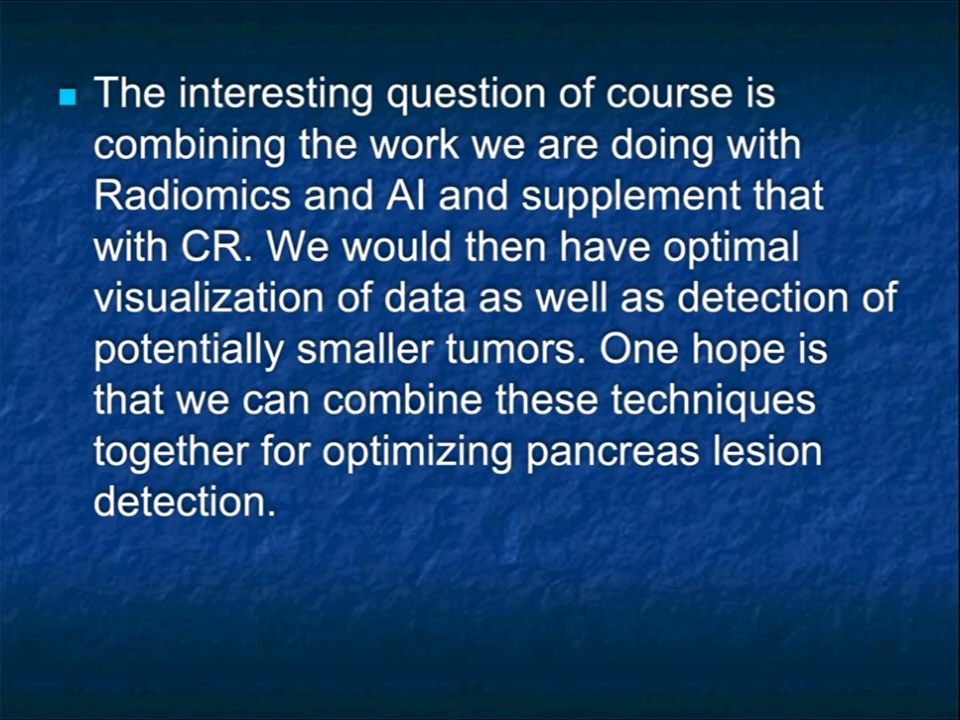 The interesting question of course is
combining the work we are doing with
Radiomics and AI and supplement that
with CR. We would then have optimal
visualization of data as well as detection of
potentially smaller tumors. One hope is
that we can combine these techniques
together for optimizing pancreas lesion
detection.